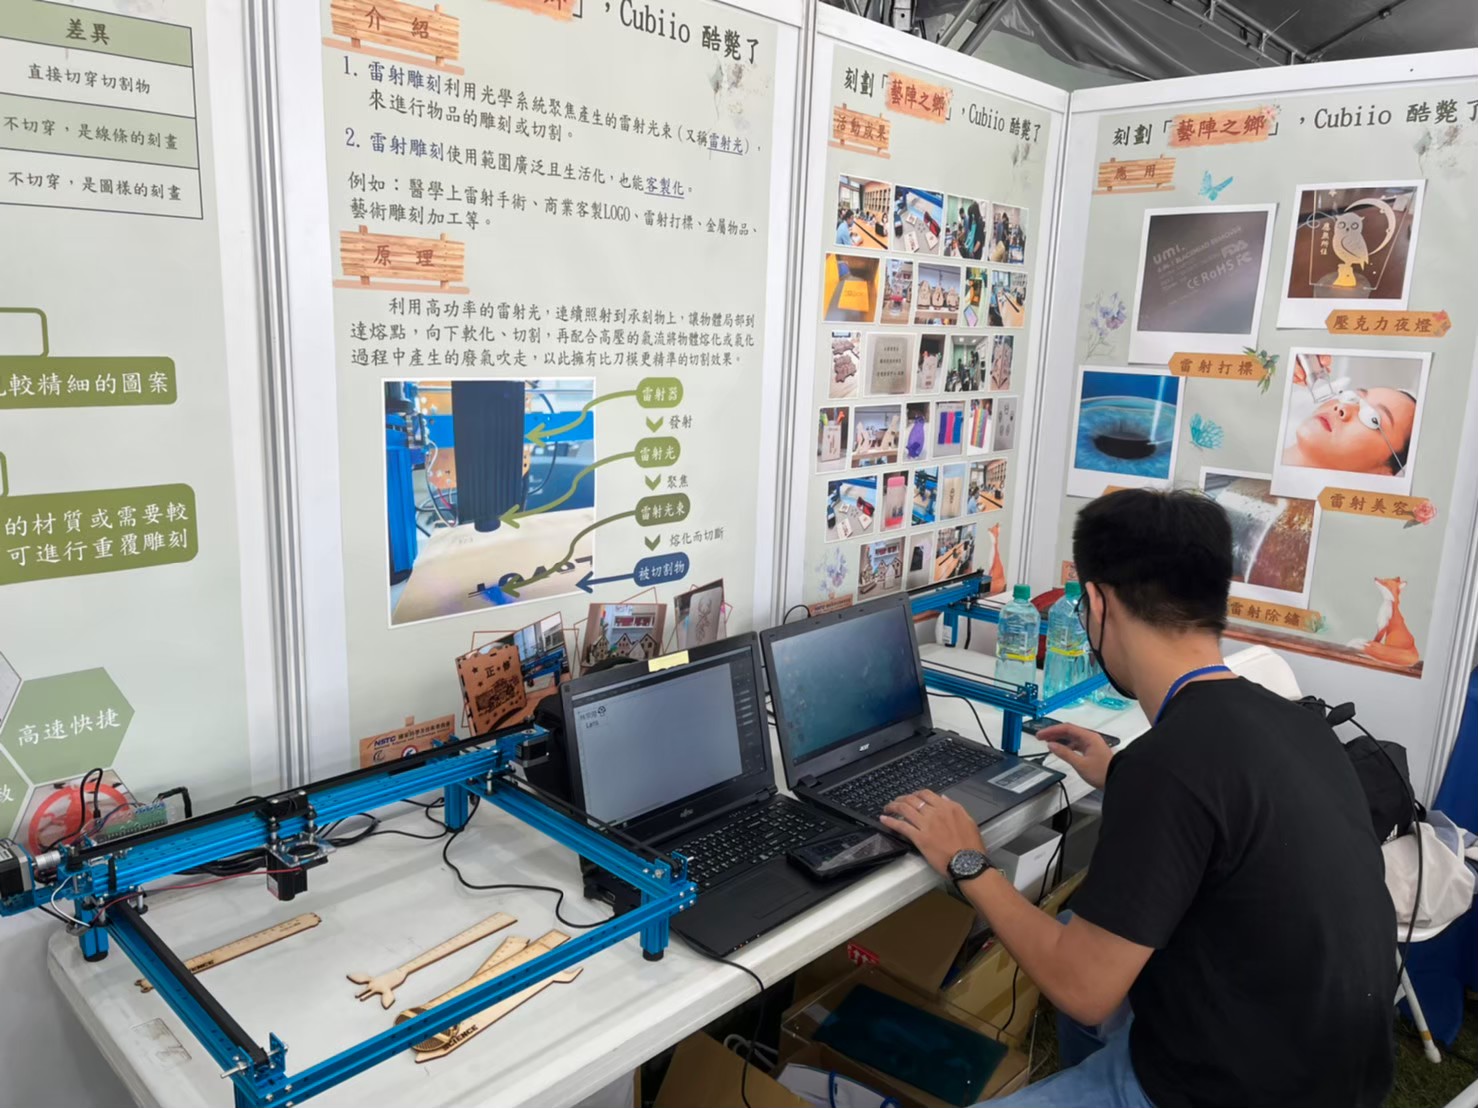 差異
直接切穿切割物
不切穿，是線條的刻畫
不切穿，是圖樣的刻畫
較精細的圖案
的材質或需要較
可進行重覆雕刻
高速快捷
」，Cubiio 酷斃了
介紹
1. 雷射雕刻利用光學系統聚焦產生的雷射光束（又稱雷射光），
來進行物品的雕刻或切割。
2. 雷射雕刻使用範圍廣泛且生活化，也能客製化。
例如：醫學上雷射手術、商業客製LOGO、雷射打標、金屬物品、
藝術雕刻加工等。
原理
利用高功率的雷射光，連續照射到承刻物上，讓物體局部到
達熔點，向下軟化、切割，再配合高壓的氣流將物體熔化或氣化
過程中產生的廢氣吹走，以此擁有比刀模更精準的切割效果。
雷射器
發射
雷射光
聚焦
雷射光束
熔化而切斷
被切割物
NSTC
刻劃「藝陣之鄉」，Cubiio 酷斃了
活動成果
刻劃「藝陣之鄉」，Cubiio 酷斃了
應用
umi.
FDA
CE RoHS FC
雷射打標
壓克力夜燈
雷射美容
雷射除鏽
acer
FUJITSU
SCIENCE